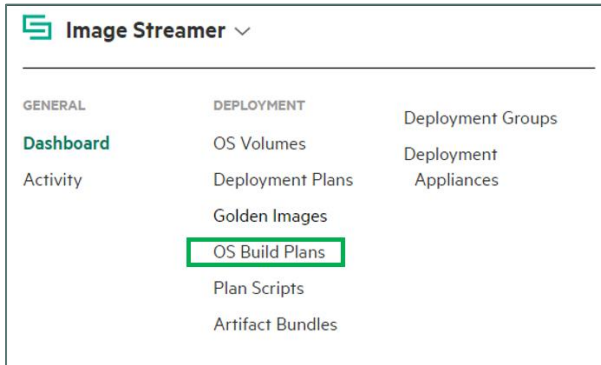 Image Streamer
GENERAL
Dashboard
Activity
DEPLOYMENT
OS Volumes
Deployment Plans
Golden Images
OS Build Plans
Plan Scripts
Artifact Bundles
Deployment Groups
Deployment
Appliances